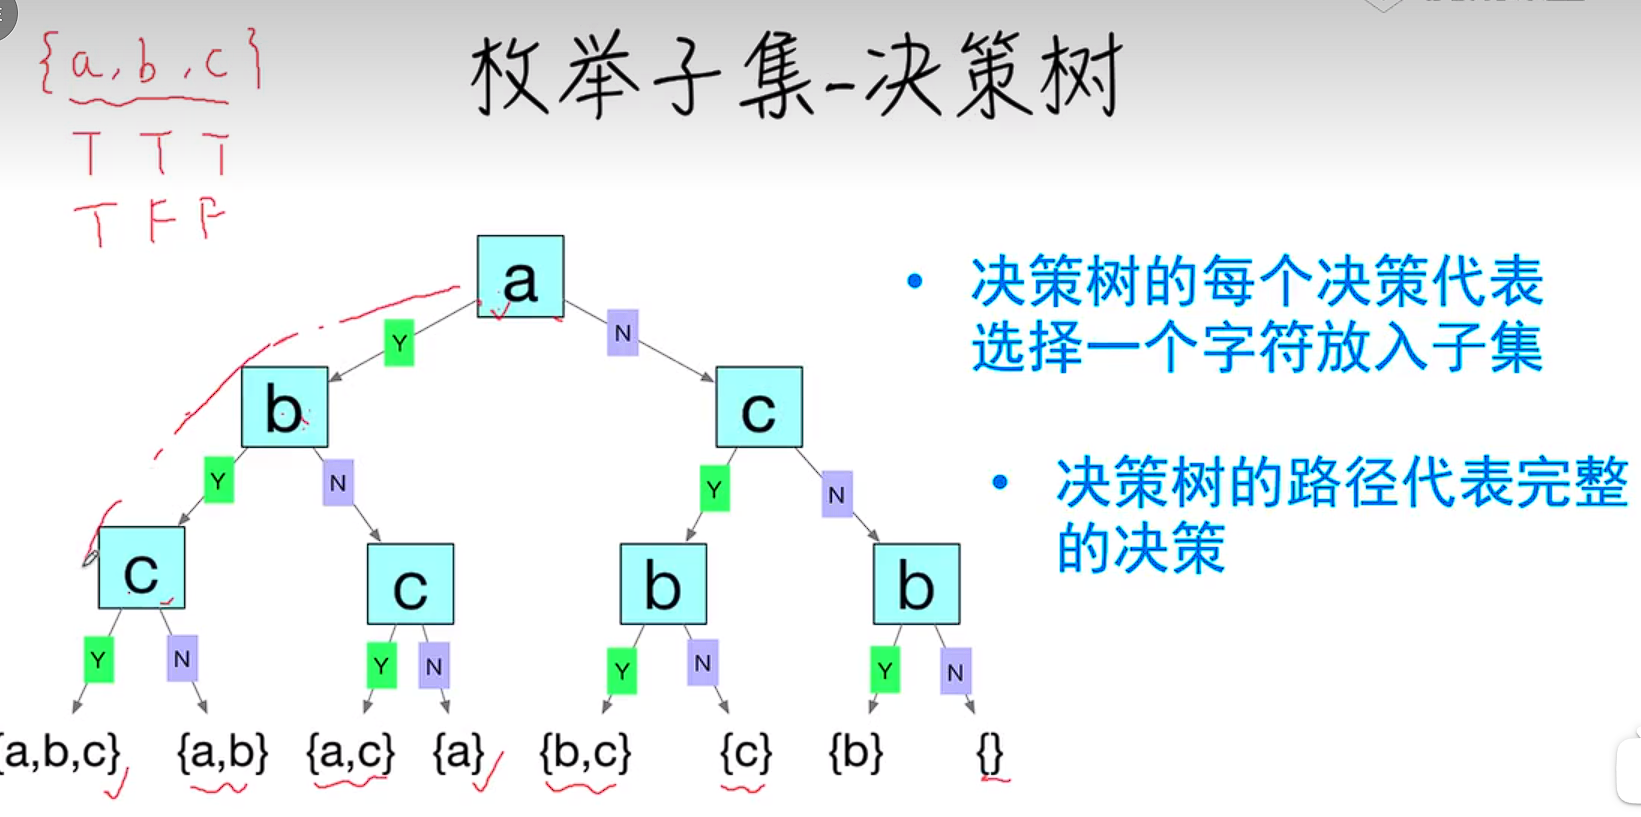 {a,b,c}
枚举子集-决策树
T T T
T F F
a
Y N
b c
Y N Y N
c c b b
Y N Y N Y N Y N
{a,b,c} {a,b} {a,c} {a} {b,c} {c} {b} {}
• 决策树的每个决策代表
选择一个字符放入子集
• 决策树的路径代表完整
的决策